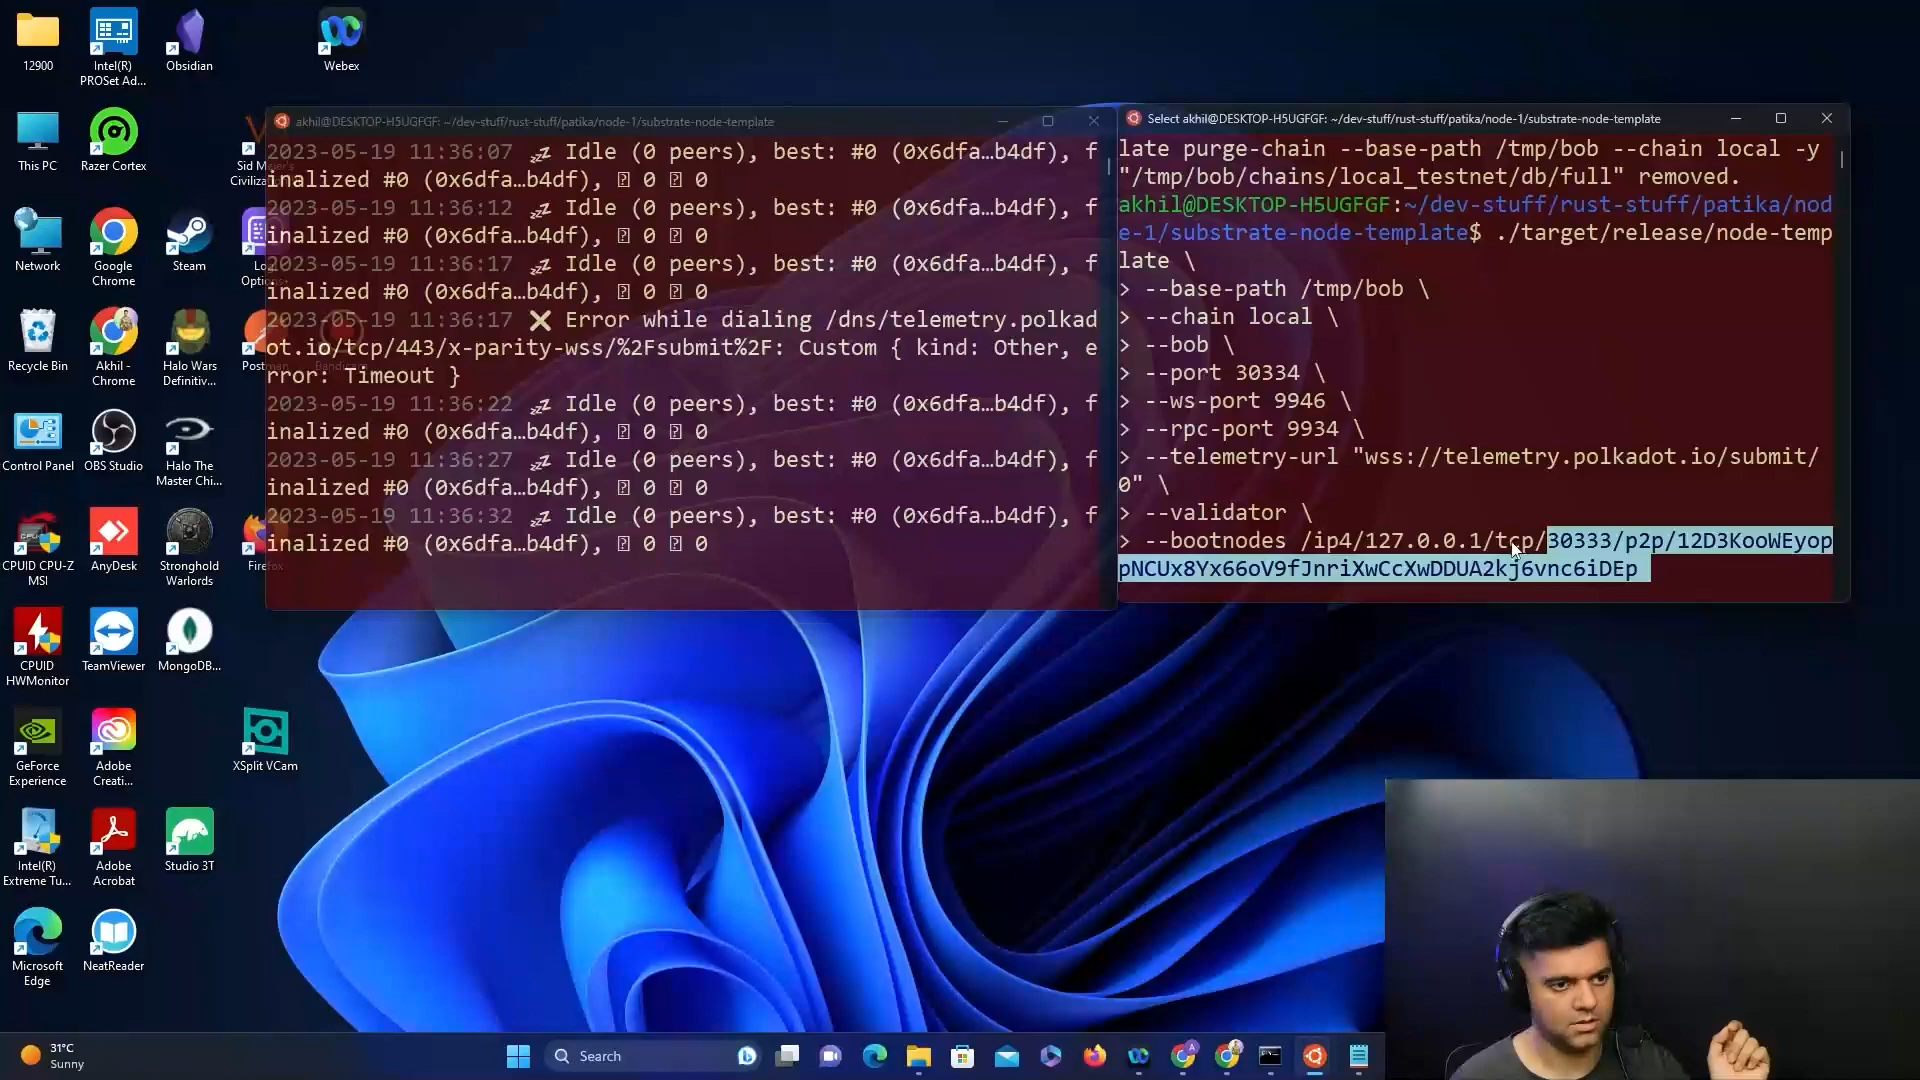 12900
Intel(R)
PROSet Ad...
Obsidian
Webex
This PC
Razer Cortex
Sid Meier's
Civiliza
Network
Google
Chrome
Steam
Recycle Bin
Akhil -
Chrome
Halo Wars
Definitiv...
Control Panel
OBS Studio
Halo The
Master Chi...
CPUID CPU-Z
MSI
AnyDesk
Stronghold
Warlords
CPUID
HWMonitor
TeamViewer
MongoDB...
GeForce
Experience
Adobe
Creati...
XSplit VCam
Intel(R)
Extreme Tu...
Adobe
Acrobat
Studio 3T
Microsoft
Edge
NeatReader
akhil@DESKTOP-H5UGFGF: ~/dev-stuff/rust-stuff/patika/node-1/substrate-node-template
2023-05-19 11:36:07 💤 Idle (0 peers), best: #0 (0x6dfa…b4df), f
inalized #0 (0x6dfa…b4df), 0 0
2023-05-19 11:36:12 💤 Idle (0 peers), best: #0 (0x6dfa…b4df), f
inalized #0 (0x6dfa…b4df), 0 0
2023-05-19 11:36:17 💤 Idle (0 peers), best: #0 (0x6dfa…b4df), f
inalized #0 (0x6dfa…b4df), 0 0
2023-05-19 11:36:17 ❌ Error while dialing /dns/telemetry.polkad
ot.io/tcp/443/x-parity-wss/%2Fsubmit%2F: Custom { kind: Other, e
rror: Timeout }
2023-05-19 11:36:22 💤 Idle (0 peers), best: #0 (0x6dfa…b4df), f
inalized #0 (0x6dfa…b4df), 0 0
2023-05-19 11:36:27 💤 Idle (0 peers), best: #0 (0x6dfa…b4df), f
inalized #0 (0x6dfa…b4df), 0 0
2023-05-19 11:36:32 💤 Idle (0 peers), best: #0 (0x6dfa…b4df), f
inalized #0 (0x6dfa…b4df), 0 0
Select akhil@DESKTOP-H5UGFGF: ~/dev-stuff/rust-stuff/patika/node-1/substrate-node-template
late purge-chain --base-path /tmp/bob --chain local -y
"/tmp/bob/chains/local_testnet/db/full" removed.
akhil@DESKTOP-H5UGFGF:~/dev-stuff/rust-stuff/patika/nod
e-1/substrate-node-template$ ./target/release/node-temp
late \
> --base-path /tmp/bob \
> --chain local \
> --bob \
> --port 30334 \
> --ws-port 9946 \
> --rpc-port 9934 \
> --telemetry-url "wss://telemetry.polkadot.io/submit/
0" \
> --validator \
> --bootnodes /ip4/127.0.0.1/tcp/30333/p2p/12D3KooWEyop
pNCUx8Yx66oV9fJnriXwCcXwDDUA2kj6vnc6iDEp
31°C
Sunny
Search